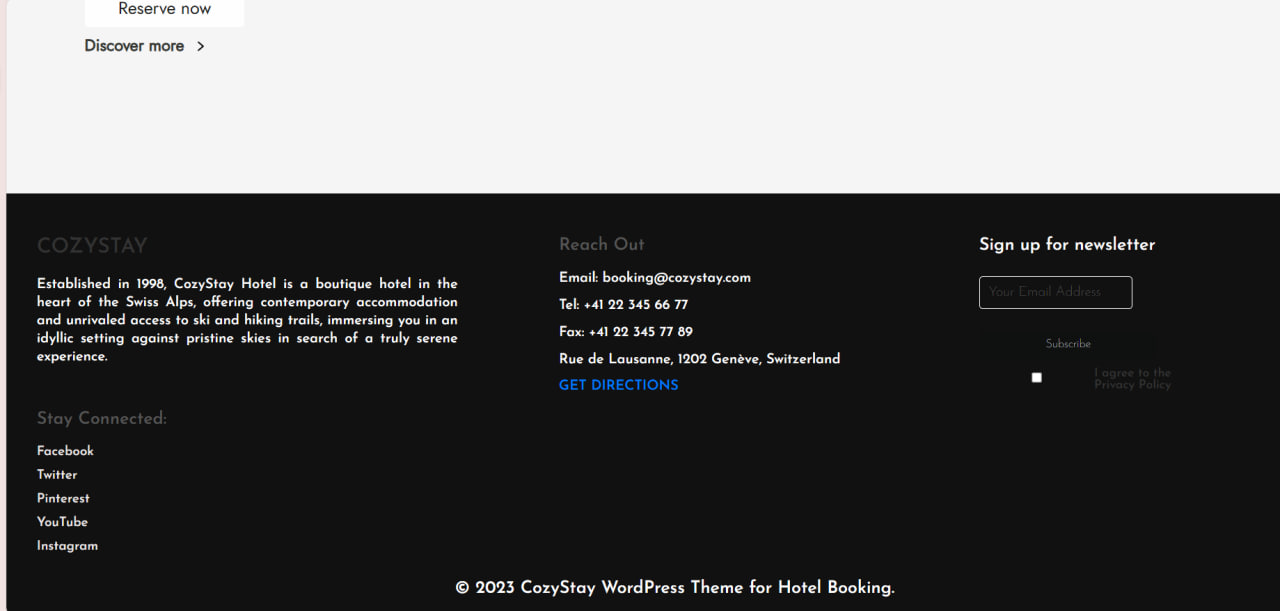 Reserve now
Discover more >
COZYSTAY
Established in 1998, CozyStay Hotel is a boutique hotel in the
heart of the Swiss Alps, offering contemporary accommodation
and unrivaled access to ski and hiking trails, immersing you in an
idyllic setting against pristine skies in search of a truly serene
experience.
Stay Connected:
Facebook
Twitter
Pinterest
YouTube
Instagram
Reach Out
Email: booking@cozystay.com
Tel: +41 22 345 66 77
Fax: +41 22 345 77 89
Rue de Lausanne, 1202 Genève, Switzerland
GET DIRECTIONS
Sign up for newsletter
Your Email Address
Subscribe
I agree to the
Privacy Policy
© 2023 CozyStay WordPress Theme for Hotel Booking.